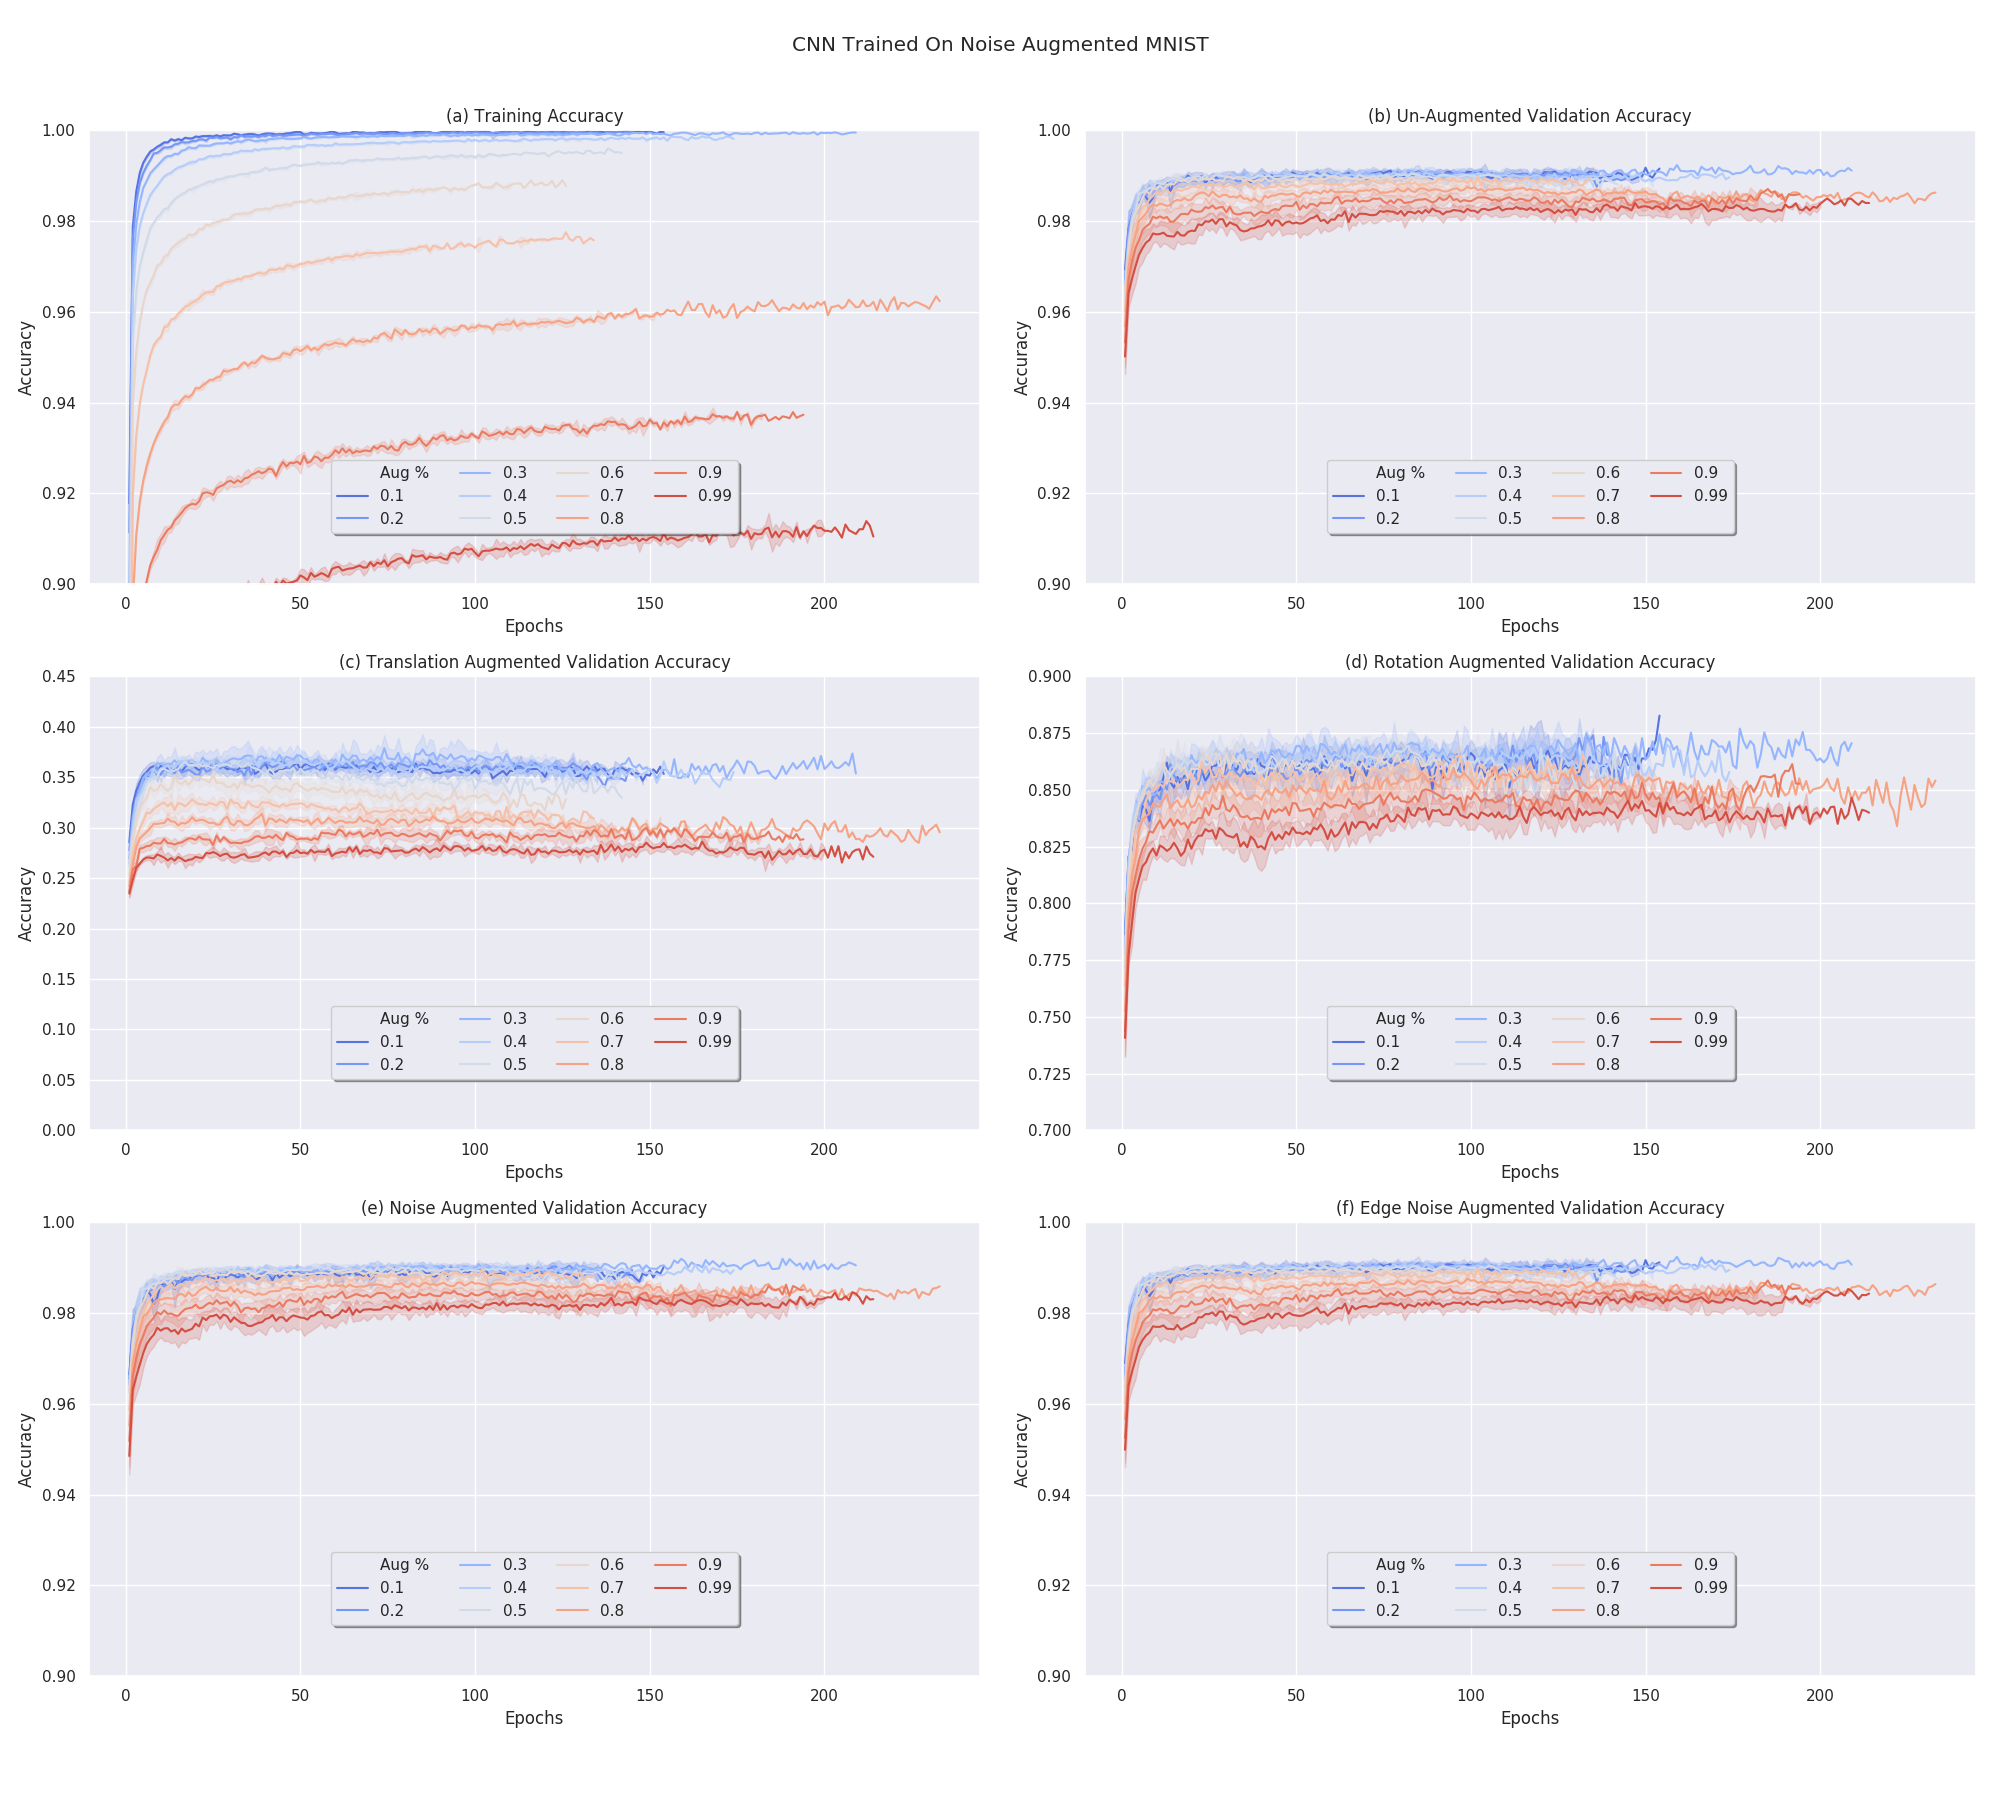 CNN Trained On Noise Augmented MNIST
(a) Training Accuracy
1.00
0.98
0.96
0.94
0.92
0.90
Accuracy
Aug % 0.3 0.6 0.9
0.1 0.4 0.7 0.99
0.2 0.5 0.8
0 50 100 150 200
Epochs
(b) Un-Augmented Validation Accuracy
1.00
0.98
0.96
0.94
0.92
0.90
Accuracy
Aug % 0.3 0.6 0.9
0.1 0.4 0.7 0.99
0.2 0.5 0.8
0 50 100 150 200
Epochs
(c) Translation Augmented Validation Accuracy
0.45
0.40
0.35
0.30
0.25
0.20
0.15
0.10
0.05
0.00
Accuracy
Aug % 0.3 0.6 0.9
0.1 0.4 0.7 0.99
0.2 0.5 0.8
0 50 100 150 200
Epochs
(d) Rotation Augmented Validation Accuracy
0.900
0.875
0.850
0.825
0.800
0.775
0.750
0.725
0.700
Accuracy
Aug % 0.3 0.6 0.9
0.1 0.4 0.7 0.99
0.2 0.5 0.8
0 50 100 150 200
Epochs
(e) Noise Augmented Validation Accuracy
1.00
0.98
0.96
0.94
0.92
0.90
Accuracy
Aug % 0.3 0.6 0.9
0.1 0.4 0.7 0.99
0.2 0.5 0.8
0 50 100 150 200
Epochs
(f) Edge Noise Augmented Validation Accuracy
1.00
0.98
0.96
0.94
0.92
0.90
Accuracy
Aug % 0.3 0.6 0.9
0.1 0.4 0.7 0.99
0.2 0.5 0.8
0 50 100 150 200
Epochs